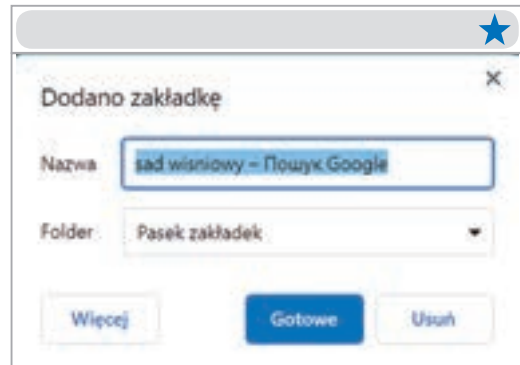 Dodano zakładkę
Nazwa sad wisniowy – Пошук Google
Folder Pasek zakładek
Więcej Gotowe Usuń